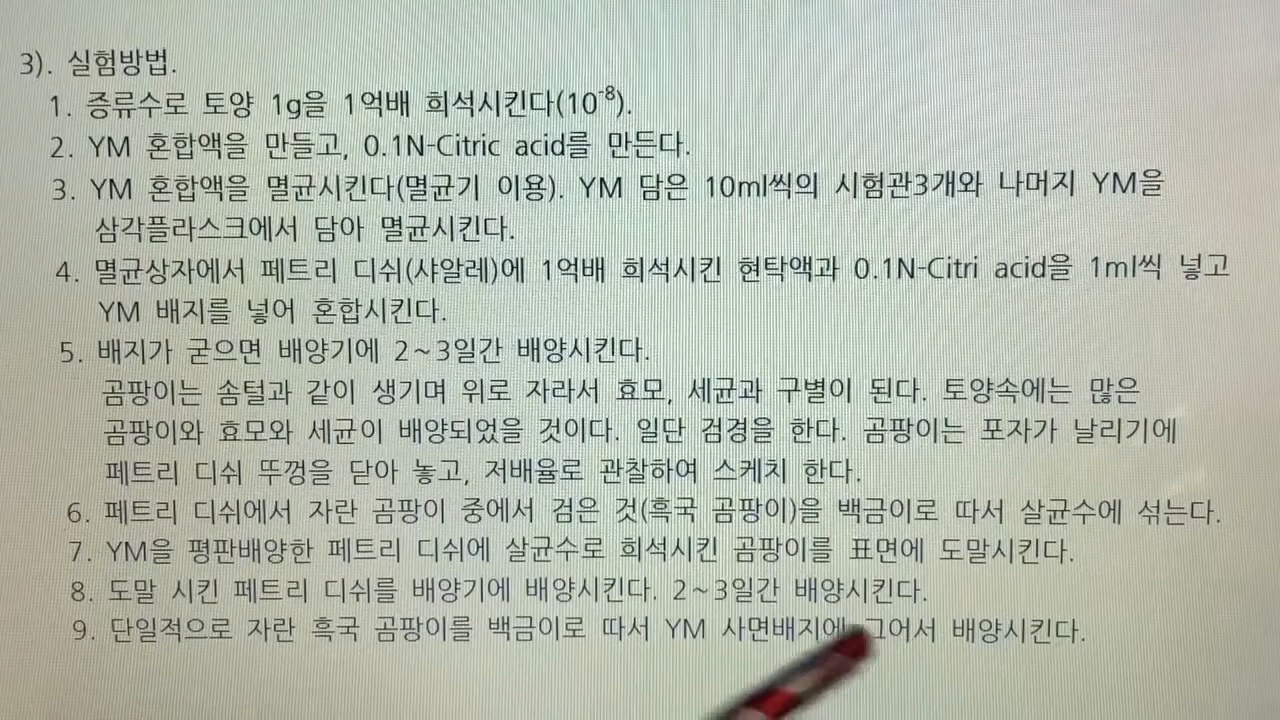 3). 실험방법.
1. 증류수로 토양 1g을 1억배 희석시킨다(10-8).
2. YM 혼합액을 만들고, 0.1N-Citric acid를 만든다.
3. YM 혼합액을 멸균시킨다(멸균기 이용). YM 담은 10ml씩의 시험관3개와 나머지 YM을
삼각플라스크에서 담아 멸균시킨다.
4. 멸균상자에서 페트리 디쉬(샤알레)에 1억배 희석시킨 현탁액과 0.1N-Citri acid을 1ml씩 넣고
YM 배지를 넣어 혼합시킨다.
5. 배지가 굳으면 배양기에 2~3일간 배양시킨다.
곰팡이는 솜털과 같이 생기며 위로 자라서 효모, 세균과 구별이 된다. 토양속에는 많은
곰팡이와 효모와 세균이 배양되었을 것이다. 일단 검경을 한다. 곰팡이는 포자가 날리기에
페트리 디쉬 뚜껑을 닫아 놓고, 저배율로 관찰하여 스케치 한다.
6. 페트리 디쉬에서 자란 곰팡이 중에서 검은 것(흑국 곰팡이)을 백금이로 따서 살균수에 섞는다.
7. YM을 평판배양한 페트리 디쉬에 살균수로 희석시킨 곰팡이를 표면에 도말시킨다.
8. 도말 시킨 페트리 디쉬를 배양기에 배양시킨다. 2~3일간 배양시킨다.
9. 단일적으로 자란 흑국 곰팡이를 백금이로 따서 YM 사면배지에 그어서 배양시킨다.